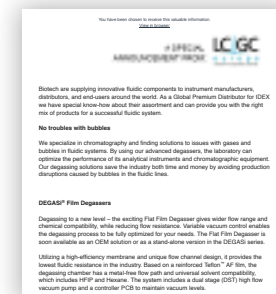 You have been chosen to receive this valuable information.
View in browser
A SPECIAL
ANNOUNCEMENT FROM
LC|GC
europe
Biotech are supplying innovative fluidic components to instrument manufacturers,
distributors, and end-users around the world. As a Global Premium Distributor for IDEX
we have special know-how about their assortment and can provide you with the right
mix of products for a successful fluidic system.
No troubles with bubbles
We specialize in chromatography and finding solutions to issues with gases and
bubbles in fluidic systems. By using our advanced degassers, the laboratory can
optimize the performance of its analytical instruments and chromatographic equipment.
Our degassing solutions save the industry both time and money by avoiding production
disruptions caused by bubbles in the fluidic lines.
DEGASi® Film Degassers
Degassing to a new level – the exciting Flat Film Degasser gives wider flow range and
chemical compatibility, while reducing flow resistance. Variable vacuum control enables
the degassing process to be fully optimized for your needs. The Film Degasser is
soon available as an OEM solution or as a stand-alone version in the DEGASi series.
Utilizing a high-efficiency membrane and unique flow channel design, it provides the
lowest fluidic resistance in the industry. Based on a reinforced Teflon™ AF film, the
degassing chamber has a metal-free flow path and universal solvent compatibility,
which includes HFIP and Hexane. The system includes a dual stage (DST) high flow
vacuum pump and a controller PCB to maintain vacuum levels.